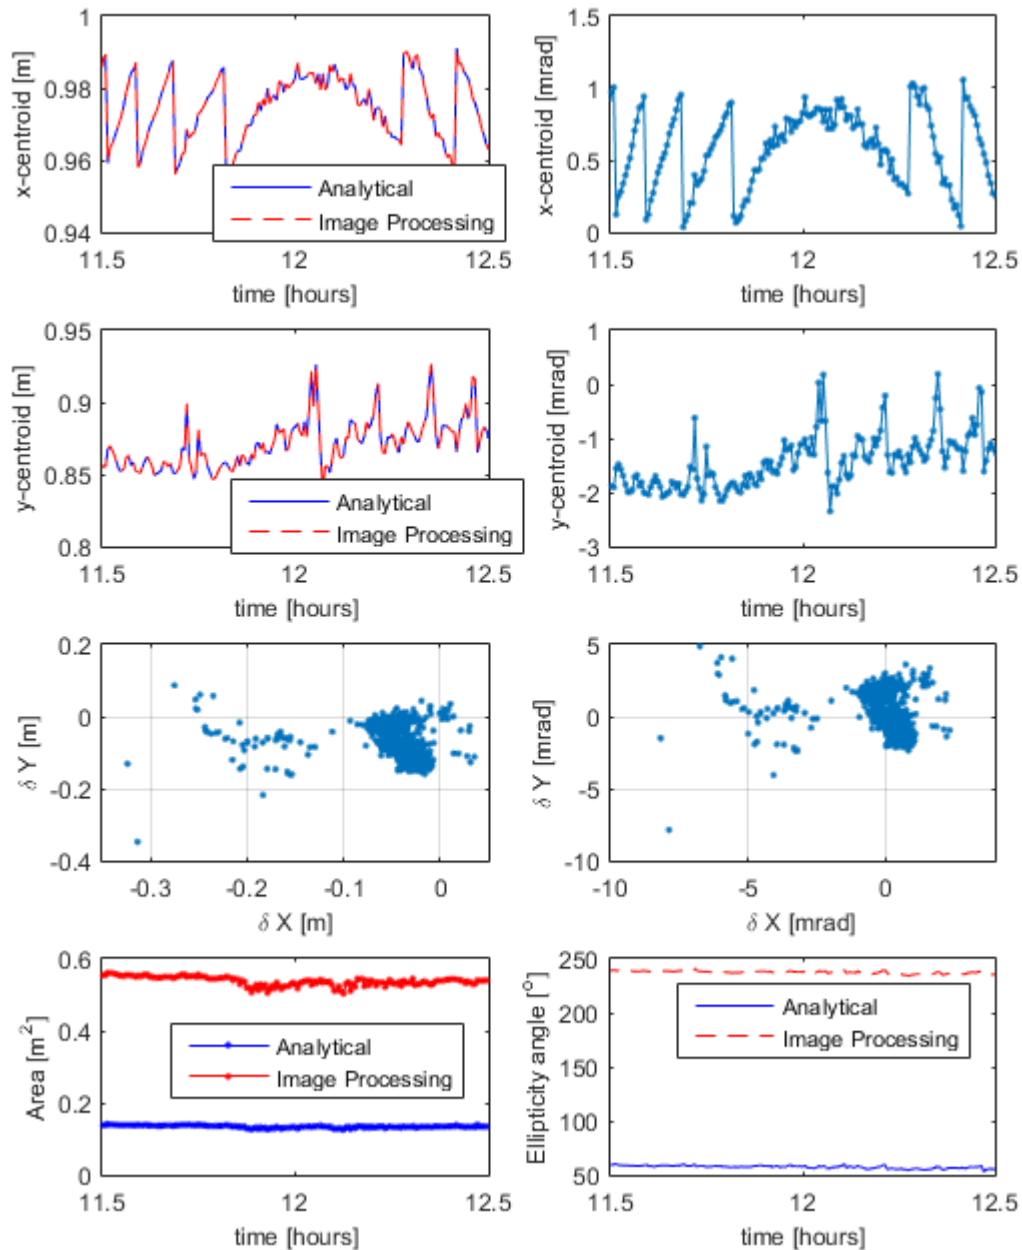 x-centroid [m]
1
0.98
0.96
0.94
Analytical
Image Processing
11.5 12 12.5
time [hours]
x-centroid [mrad]
1.5
1
0.5
0
11.5 12 12.5
time [hours]
y-centroid [m]
0.95
0.9
0.85
0.8
Analytical
Image Processing
11.5 12 12.5
time [hours]
y-centroid [mrad]
1
0
-1
-2
-3
11.5 12 12.5
time [hours]
δ Y [m]
0.2
0
-0.2
-0.4
-0.3 -0.2 -0.1 0
δ X [m]
δ Y [mrad]
5
0
-5
-10
-10 -5 0
δ X [mrad]
Area [m²]
0.6
0.4
0.2
0
Analytical
Image Processing
11.5 12 12.5
time [hours]
Ellipticity angle [°]
250
200
150
100
50
Analytical
Image Processing
11.5 12 12.5
time [hours]